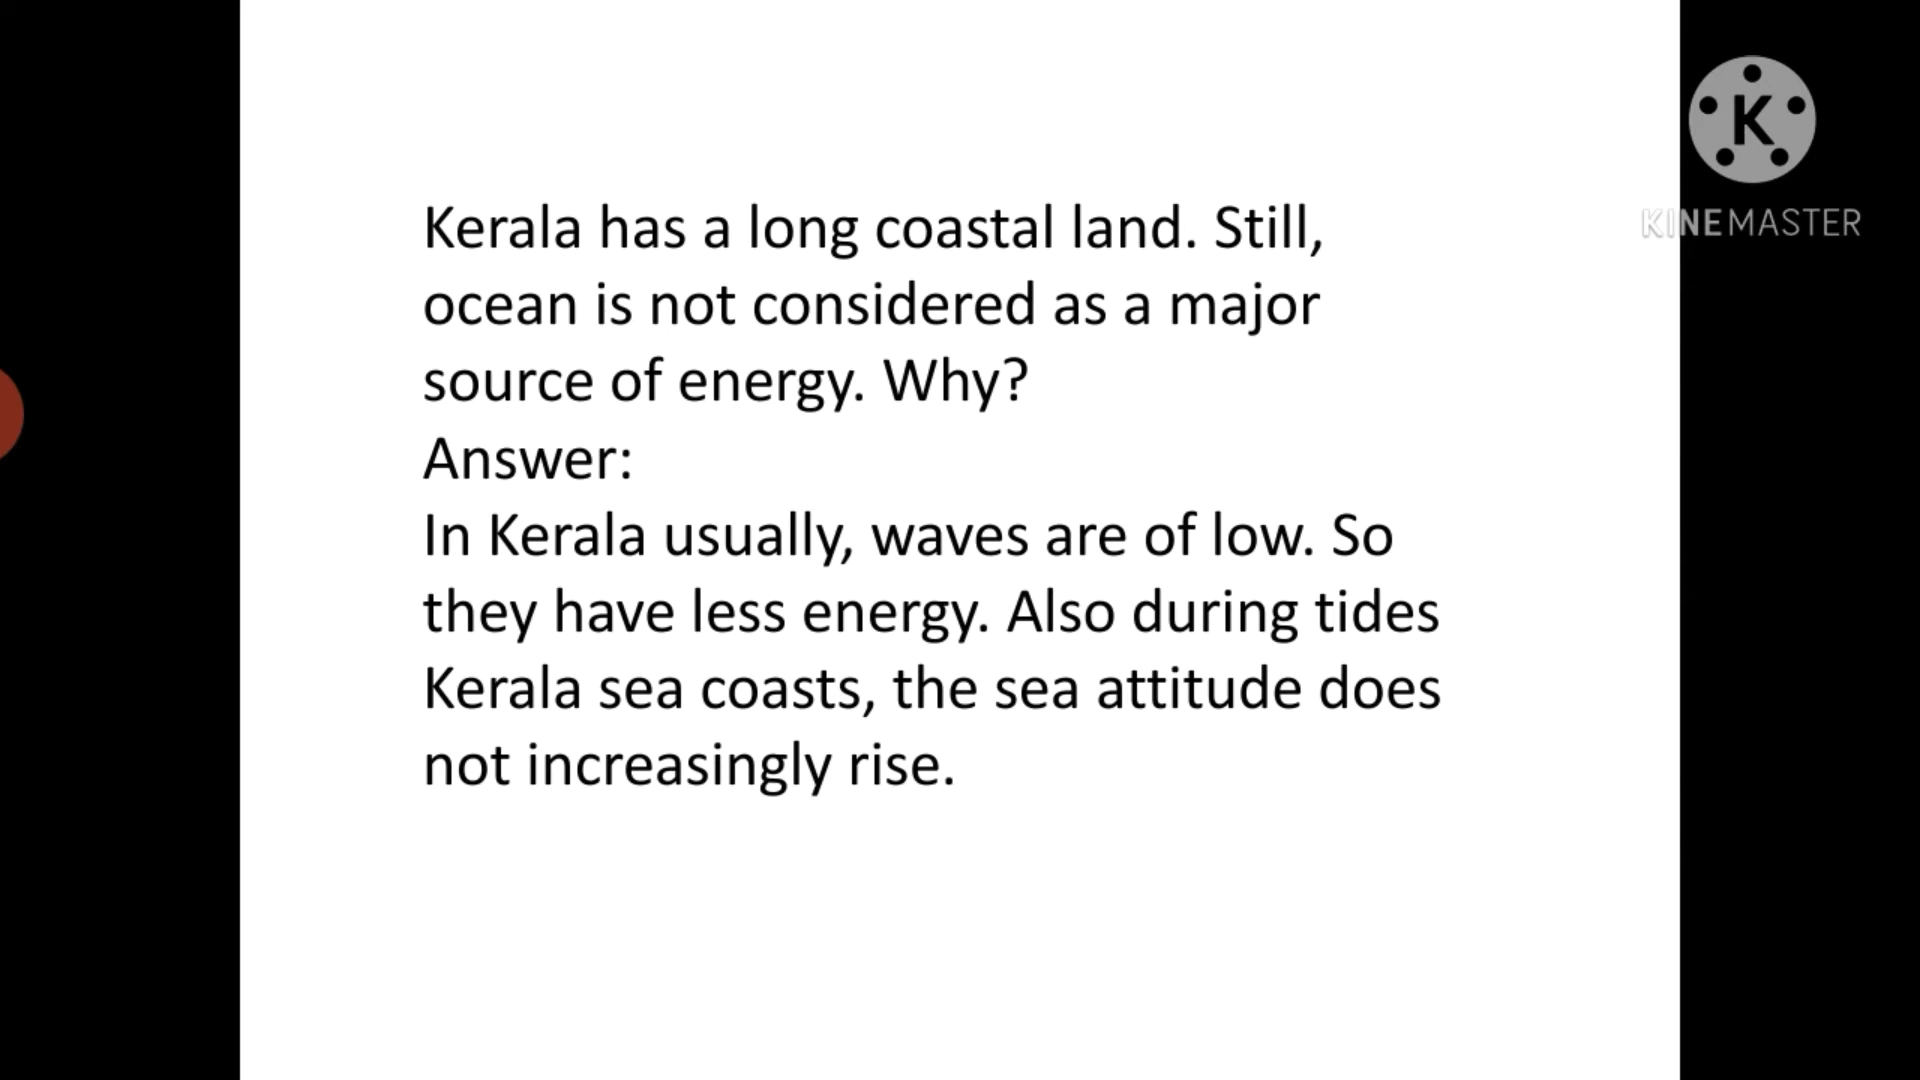 Kerala has a long coastal land. Still,
ocean is not considered as a major
source of energy. Why?
Answer:
In Kerala usually, waves are of low. So
they have less energy. Also during tides
Kerala sea coasts, the sea attitude does
not increasingly rise.
K
KINEMASTER